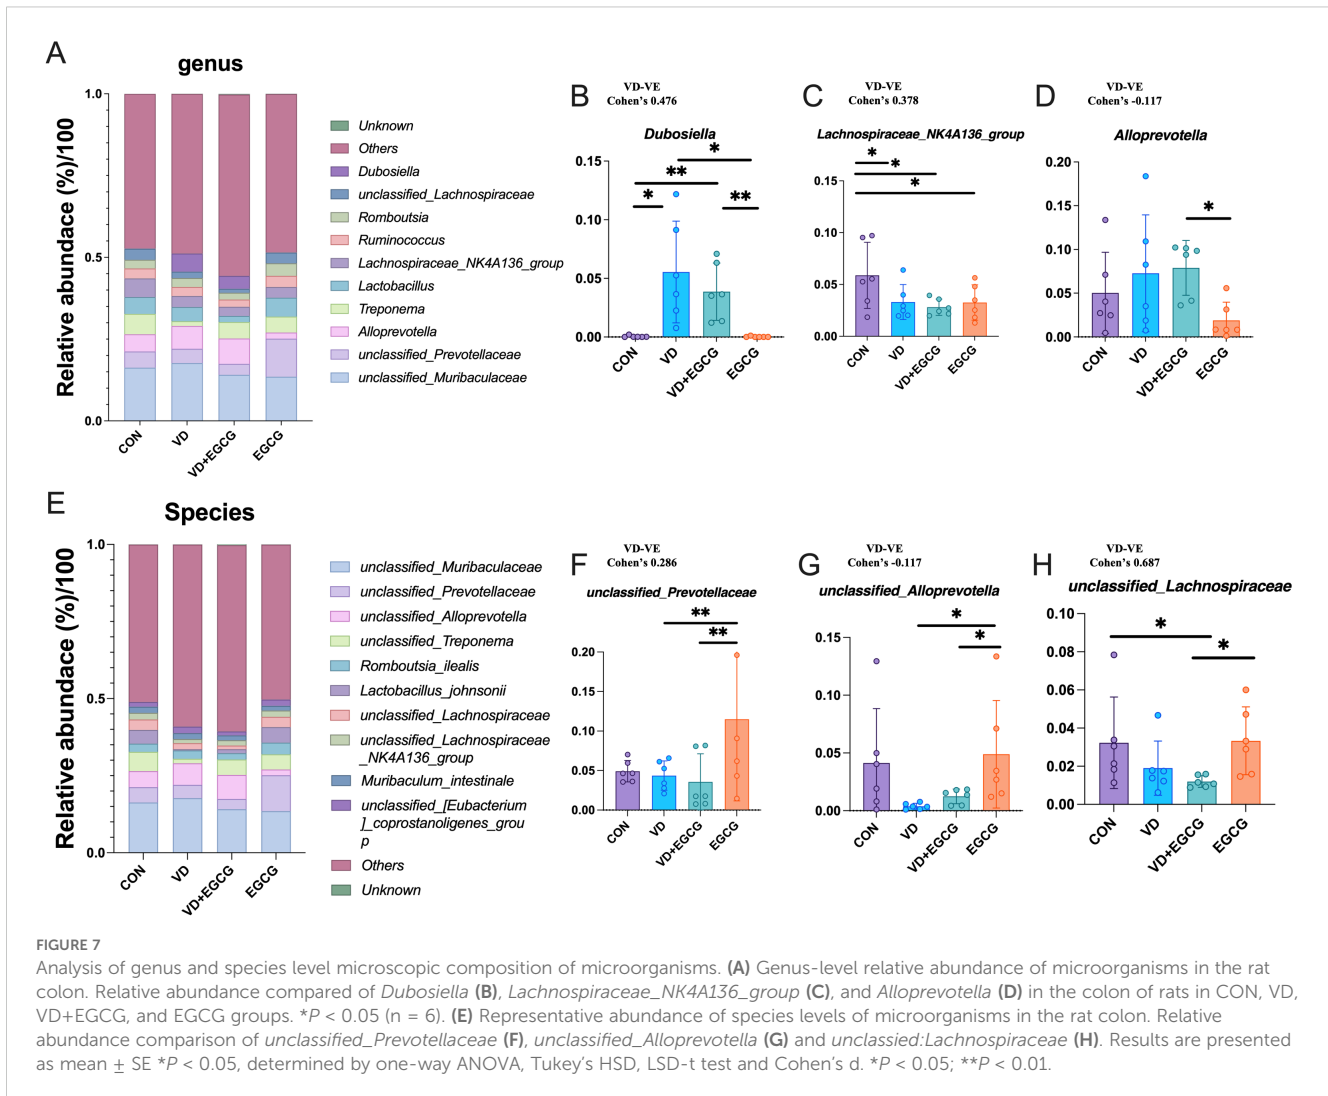 A
genus
Relative abundace (%)/100
1.0
0.5
0.0
CON
VD
VD+EGCG
EGCG
Unknown
Others
Dubosiella
unclassified_Lachnospiraceae
Romboutsia
Ruminococcus
Lachnospiraceae_NK4A136_group
Lactobacillus
Treponema
Alloprevotella
unclassified_Prevotellaceae
unclassified_Muribaculaceae
B
VD-VE
Cohen's 0.476
Dubosiella
*
**
*
**
0.15
0.10
0.05
0.00
CON
VD
VD+EGCG
EGCG
C
VD-VE
Cohen's 0.378
Lachnospiraceae_NK4A136_group
*
*
*
0.15
0.10
0.05
0.00
CON
VD
VD+EGCG
EGCG
D
VD-VE
Cohen's -0.117
Alloprevotella
*
0.20
0.15
0.10
0.05
0.00
CON
VD
VD+EGCG
EGCG
E
Species
Relative abundace (%)/100
1.0
0.5
0.0
CON
VD
VD+EGCG
EGCG
unclassified_Muribaculaceae
unclassified_Prevotellaceae
unclassified_Alloprevotella
unclassified_Treponema
Romboutsia_ilealis
Lactobacillus_johnsonii
unclassified_Lachnospiraceae
unclassified_Lachnospiraceae
_NK4A136_group
Muribaculum_intestinale
unclassified_[Eubacterium
]_coprostanoligenes_grou
p
Others
Unknown
F
VD-VE
Cohen's 0.286
unclassified_Prevotellaceae
**
**
0.20
0.15
0.10
0.05
0.00
CON
VD
VD+EGCG
EGCG
G
VD-VE
Cohen's -0.117
unclassified_Alloprevotella
*
*
0.15
0.10
0.05
0.00
CON
VD
VD+EGCG
EGCG
H
VD-VE
Cohen's 0.687
unclassified_Lachnospiraceae
*
*
0.10
0.08
0.06
0.04
0.02
0.00
CON
VD
VD+EGCG
EGCG
FIGURE 7
Analysis of genus and species level microscopic composition of microorganisms. (A) Genus-level relative abundance of microorganisms in the rat
colon. Relative abundance compared of Dubosiella (B), Lachnospiraceae_NK4A136_group (C), and Alloprevotella (D) in the colon of rats in CON, VD,
VD+EGCG, and EGCG groups. *P < 0.05 (n = 6). (E) Representative abundance of species levels of microorganisms in the rat colon. Relative
abundance comparison of unclassified_Prevotellaceae (F), unclassified_Alloprevotella (G) and unclassied:Lachnospiraceae (H). Results are presented
as mean ± SE *P < 0.05, determined by one-way ANOVA, Tukey's HSD, LSD-t test and Cohen's d. *P < 0.05; **P < 0.01.